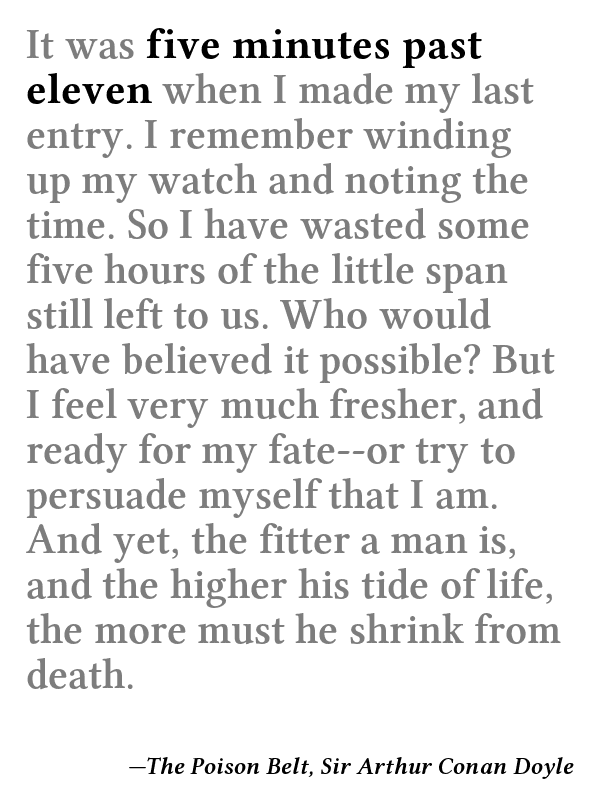 It was five minutes past
eleven when I made my last
entry. I remember winding
up my watch and noting the
time. So I have wasted some
five hours of the little span
still left to us. Who would
have believed it possible? But
I feel very much fresher, and
ready for my fate--or try to
persuade myself that I am.
And yet, the fitter a man is,
and the higher his tide of life,
the more must he shrink from
death.
—The Poison Belt, Sir Arthur Conan Doyle